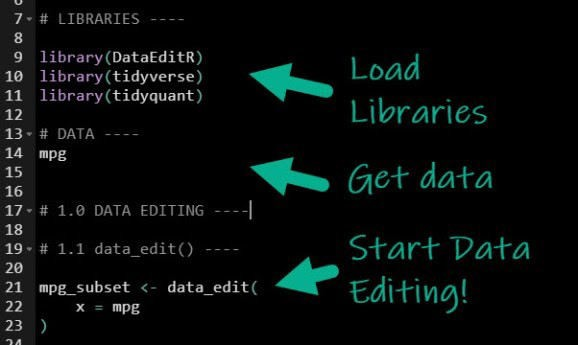 7 # LIBRARIES ----
8
9 library(DataEditR)
10 library(tidyverse)
11 library(tidyquant)
12
13 # DATA ----
14 mpg
15
16
17 # 1.0 DATA EDITING ----
18
19 # 1.1 data_edit() ----
20
21 mpg_subset <- data_edit(
22 x = mpg
23 )
24
Load
Libraries
Get data
Start Data
Editing!